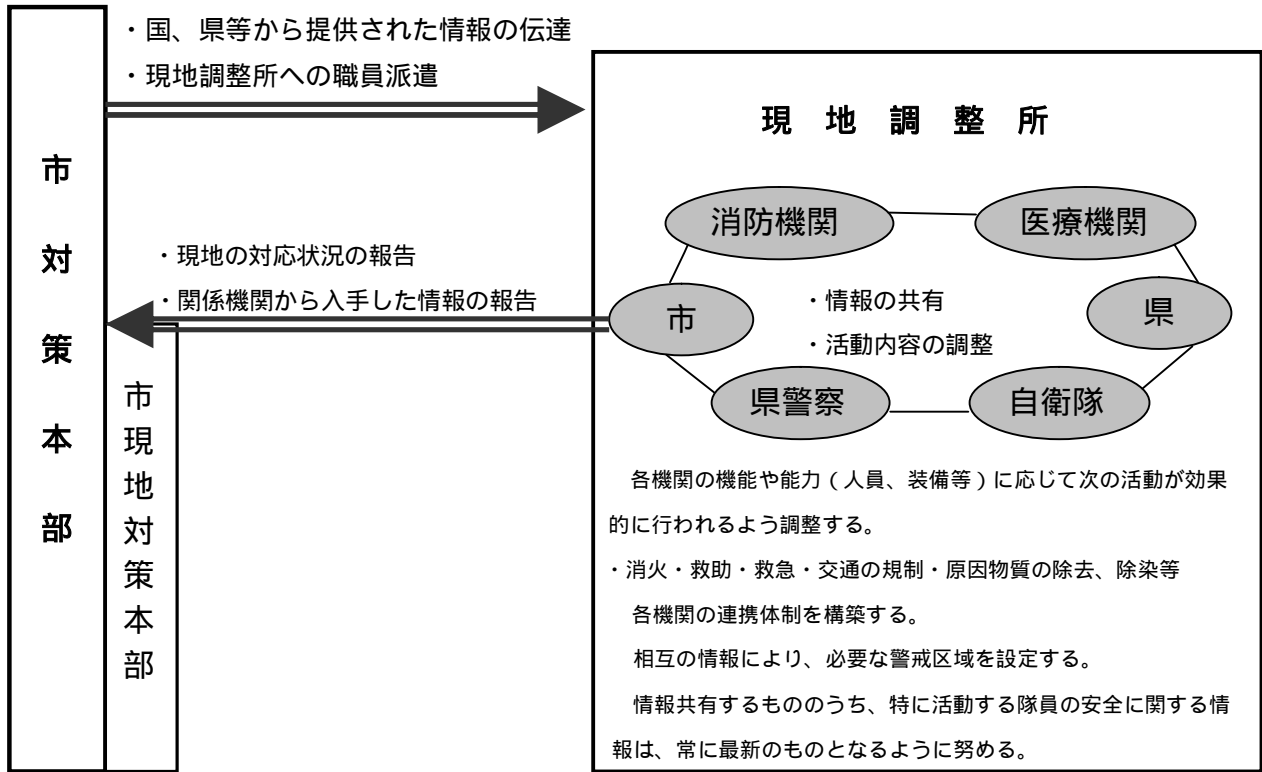 市対策本部
市現地対策本部
・国、県等から提供された情報の伝達
・現地調整所への職員派遣
・現地の対応状況の報告
・関係機関から入手した情報の報告
現地調整所
消防機関
医療機関
市
・情報の共有
・活動内容の調整
県
県警察
自衛隊
各機関の機能や能力（人員、装備等）に応じて次の活動が効果
的に行われるよう調整する。
・消火・救助・救急・交通の規制・原因物質の除去、除染等
各機関の連携体制を構築する。
相互の情報により、必要な警戒区域を設定する。
情報共有するもののうち、特に活動する隊員の安全に関する情
報は、常に最新のものとなるように努める。